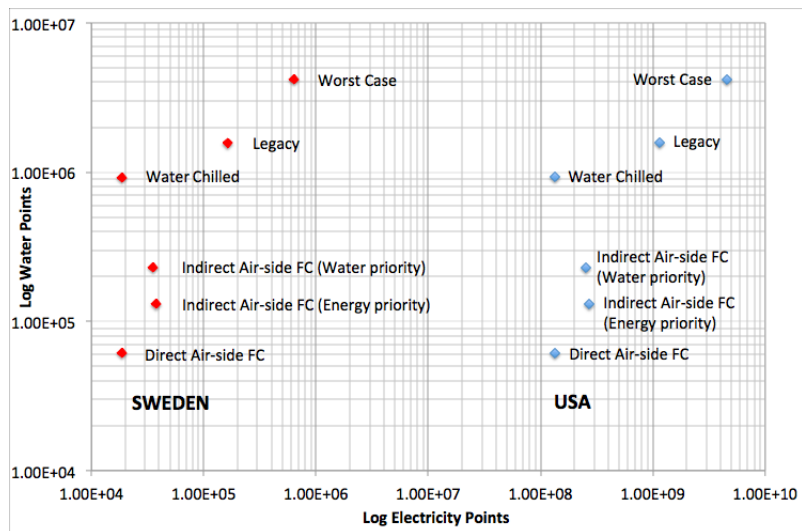 1.00E+07
Worst Case
Worst Case
Legacy
Legacy
1.00E+06
Water Chilled
Water Chilled
Log Water Points
Indirect Air-side FC (Water priority)
Indirect Air-side FC
(Water priority)
Indirect Air-side FC (Energy priority)
Indirect Air-side FC
(Energy priority)
1.00E+05
Direct Air-side FC
Direct Air-side FC
SWEDEN
USA
1.00E+04
1.00E+04 1.00E+05 1.00E+06 1.00E+07 1.00E+08 1.00E+09 1.00E+10
Log Electricity Points